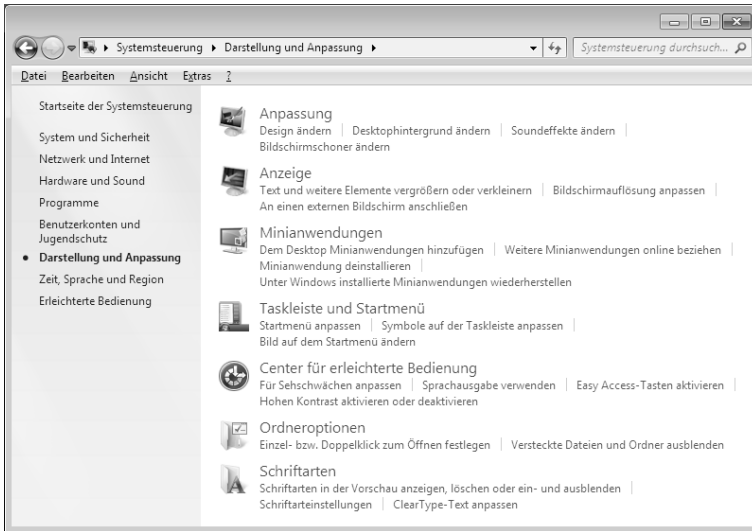 Systemsteuerung ▸ Darstellung und Anpassung ▸ Systemsteuerung durchsuch...
Datei Bearbeiten Ansicht Extras ?
Startseite der Systemsteuerung
System und Sicherheit
Netzwerk und Internet
Hardware und Sound
Programme
Benutzerkonten und
Jugendschutz
• Darstellung und Anpassung
Zeit, Sprache und Region
Erleichterte Bedienung
Anpassung
Design ändern | Desktophintergrund ändern | Soundeffekte ändern |
Bildschirmschoner ändern
Anzeige
Text und weitere Elemente vergrößern oder verkleinern | Bildschirmauflösung anpassen |
An einen externen Bildschirm anschließen
Minianwendungen
Dem Desktop Minianwendungen hinzufügen | Weitere Minianwendungen online beziehen |
Minianwendung deinstallieren |
Unter Windows installierte Minianwendungen wiederherstellen
Taskleiste und Startmenü
Startmenü anpassen | Symbole auf der Taskleiste anpassen |
Bild auf dem Startmenü ändern
Center für erleichterte Bedienung
Für Sehschwächen anpassen | Sprachausgabe verwenden | Easy Access-Tasten aktivieren |
Hohen Kontrast aktivieren oder deaktivieren
Ordneroptionen
Einzel- bzw. Doppelklick zum Öffnen festlegen | Versteckte Dateien und Ordner ausblenden
Schriftarten
Schriftarten in der Vorschau anzeigen, löschen oder ein- und ausblenden |
Schriftarteinstellungen | ClearType-Text anpassen